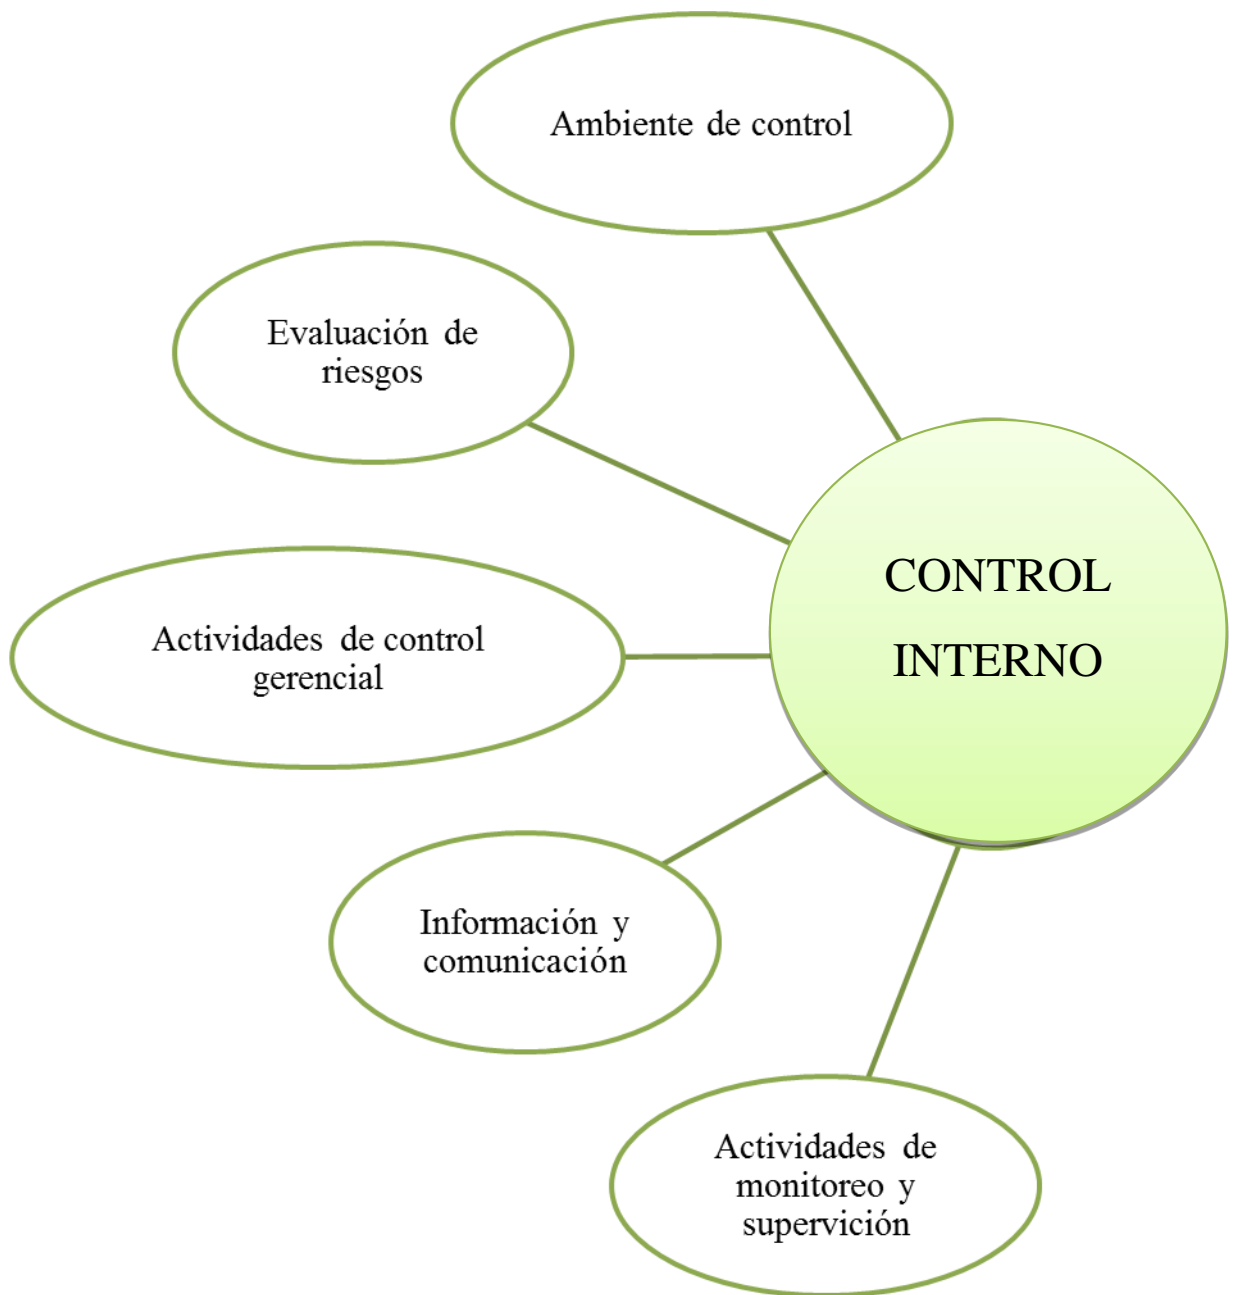 Ambiente de control
Evaluación de
riesgos
Actividades de control
gerencial
CONTROL
INTERNO
Información y
comunicación
Actividades de
monitoreo y
supervición